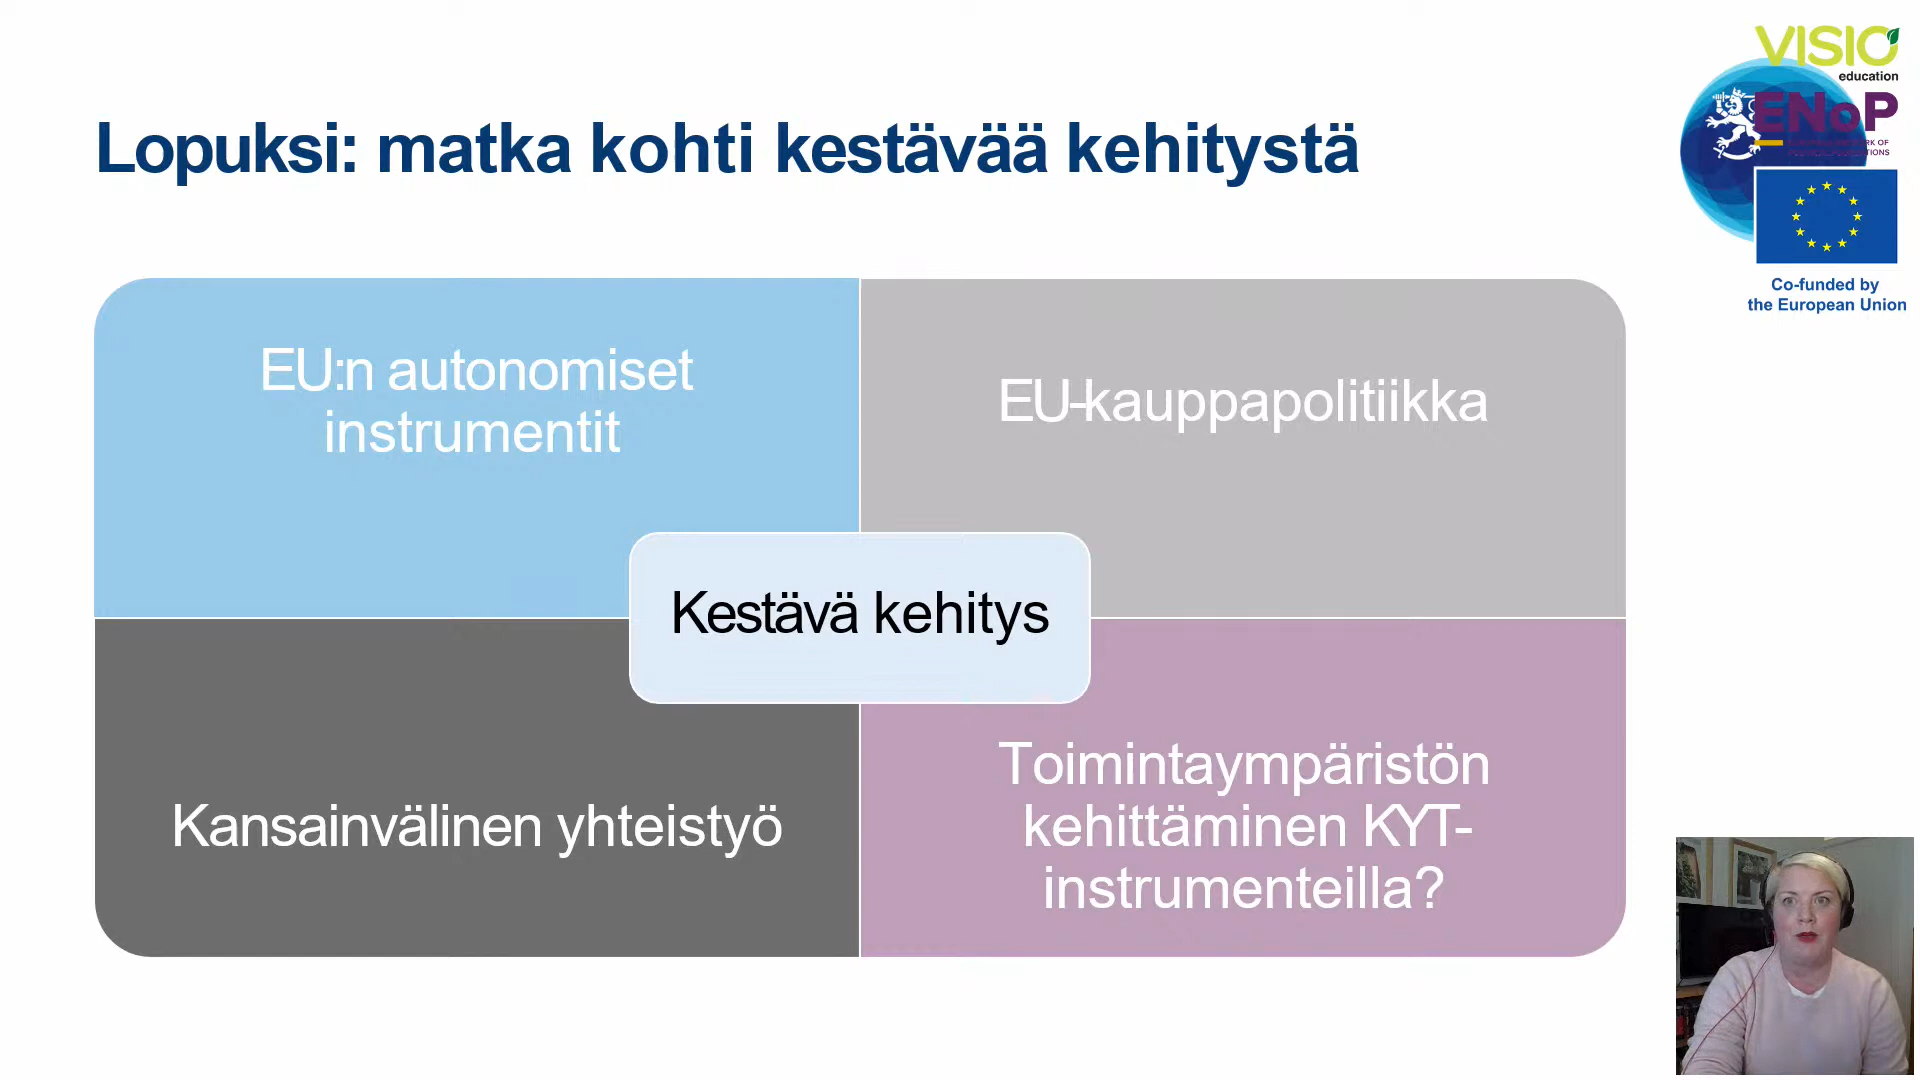 Lopuksi: matka kohti kestävää kehitystä
VISIO
education
ENoP
Co-funded by
the European Union
EU:n autonomiset
instrumentit
EU-kauppapolitiikka
Kestävä kehitys
Kansainvälinen yhteistyö
Toimintaympäristön
kehittäminen KYT-
instrumenteilla?